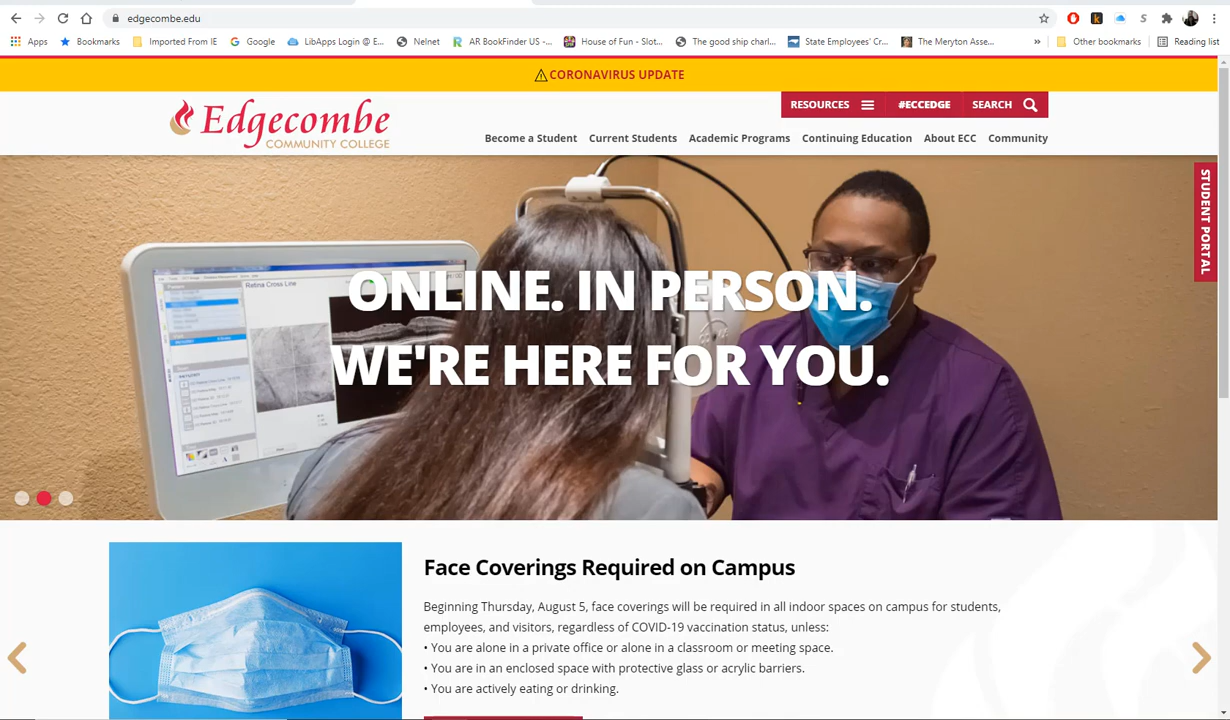 edgecombe.edu
Apps Bookmarks Imported From IE Google LibApps Login @ E... Nelnet AR BookFinder US -... House of Fun - Slot... The good ship charl... State Employees' Cr... The Meryton Asse... » Other bookmarks Reading list
CORONAVIRUS UPDATE
RESOURCES #ECCEDGE SEARCH
Edgecombe
COMMUNITY COLLEGE
Become a Student Current Students Academic Programs Continuing Education About ECC Community
STUDENT PORTAL
Retina Cross Line
ONLINE. IN PERSON.
WE'RE HERE FOR YOU.
Face Coverings Required on Campus
Beginning Thursday, August 5, face coverings will be required in all indoor spaces on campus for students,
employees, and visitors, regardless of COVID-19 vaccination status, unless:
• You are alone in a private office or alone in a classroom or meeting space.
• You are in an enclosed space with protective glass or acrylic barriers.
• You are actively eating or drinking.